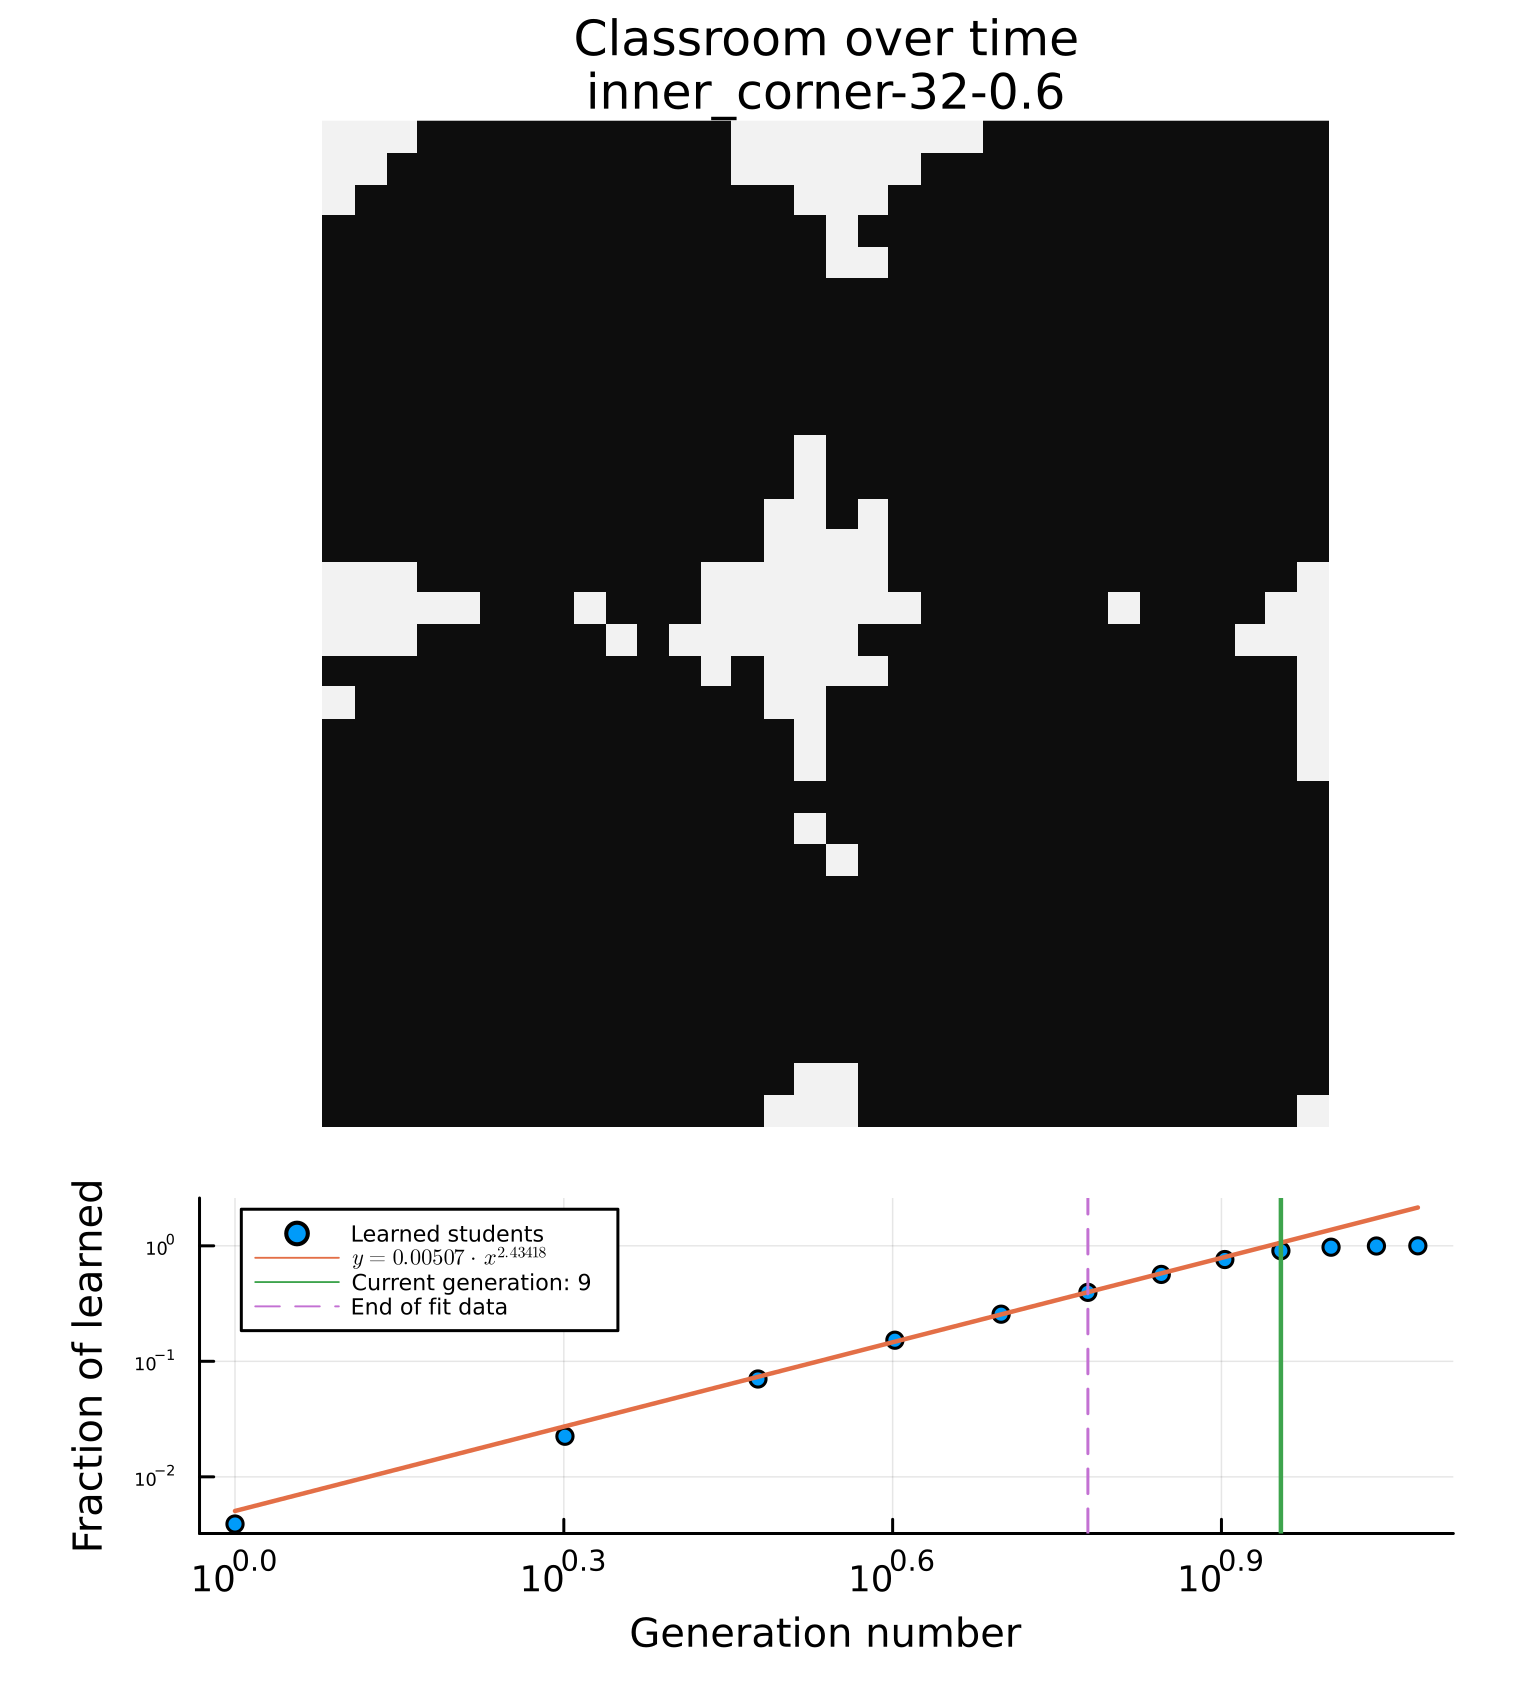 Classroom over time
inner_corner-32-0.6
Fraction of learned
10^0
10^−1
10^−2
Learned students
y = 0.00507 · x^2.43418
Current generation: 9
End of fit data
10^0.0 10^0.3 10^0.6 10^0.9
Generation number